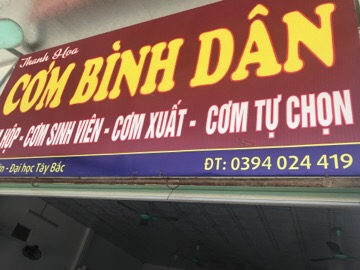 Thanh Hoa
CƠM BÌNH DÂN
HỘP - CƠM SINH VIÊN - CƠM XUẤT - CƠM TỰ CHỌN
- Đại học Tây Bắc
ĐT: 0394 024 419